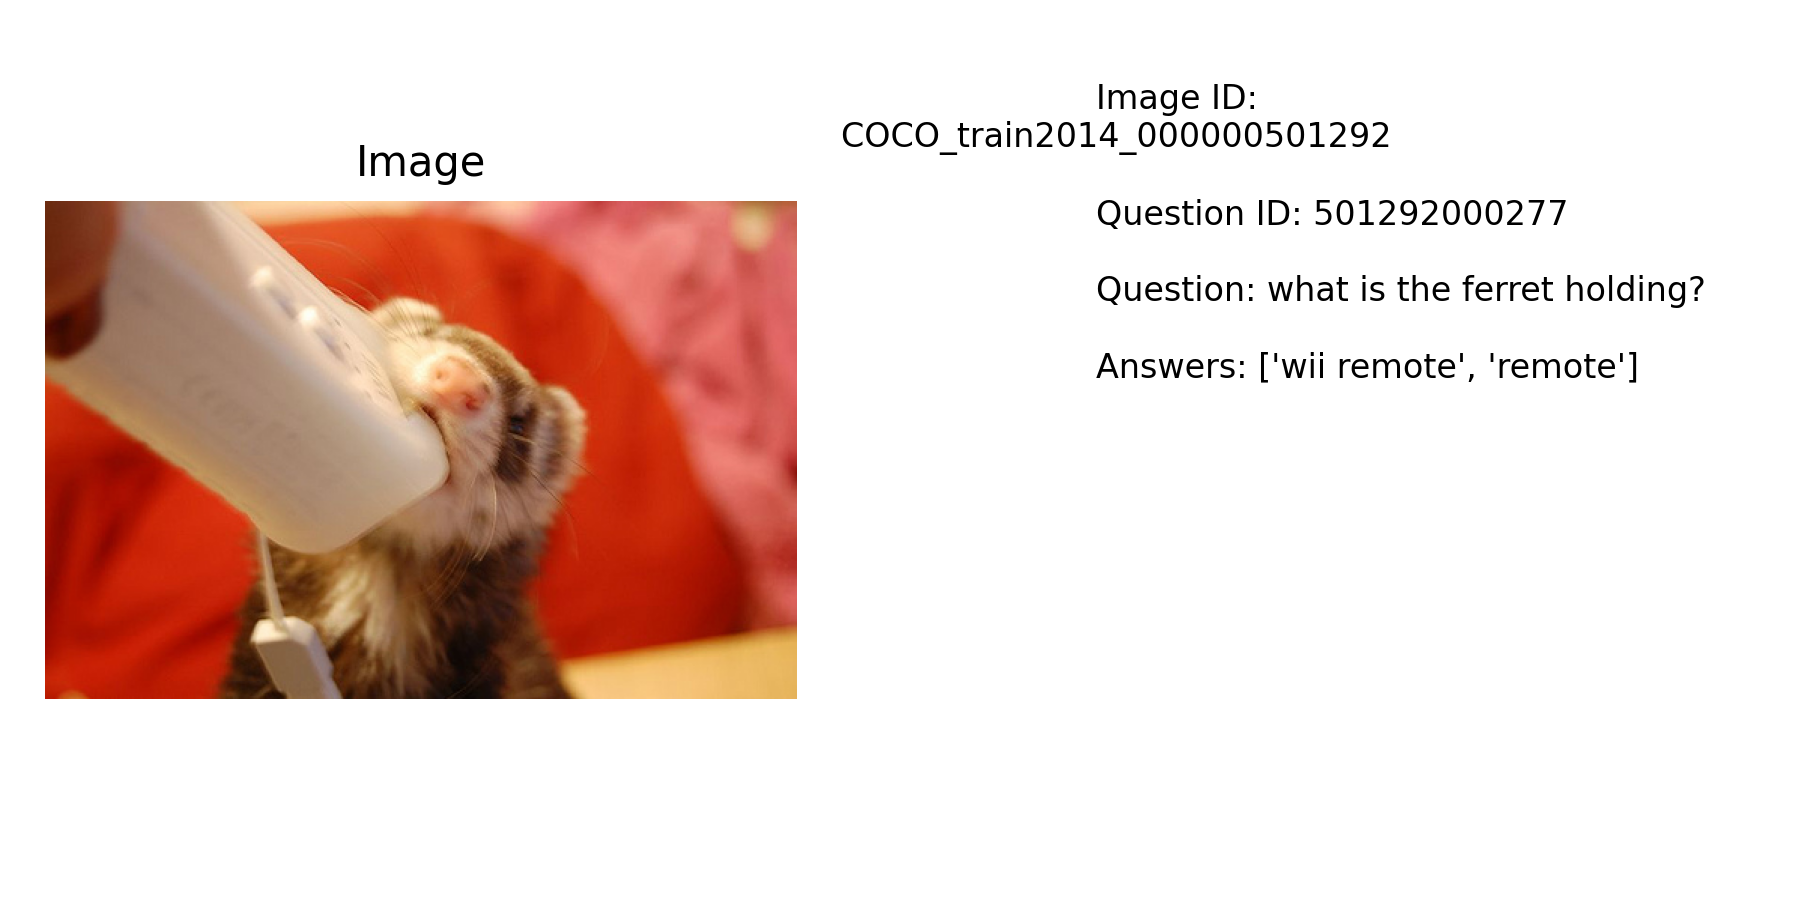 Image
Image ID:
COCO_train2014_000000501292
Question ID: 501292000277
Question: what is the ferret holding?
Answers: ['wii remote', 'remote']